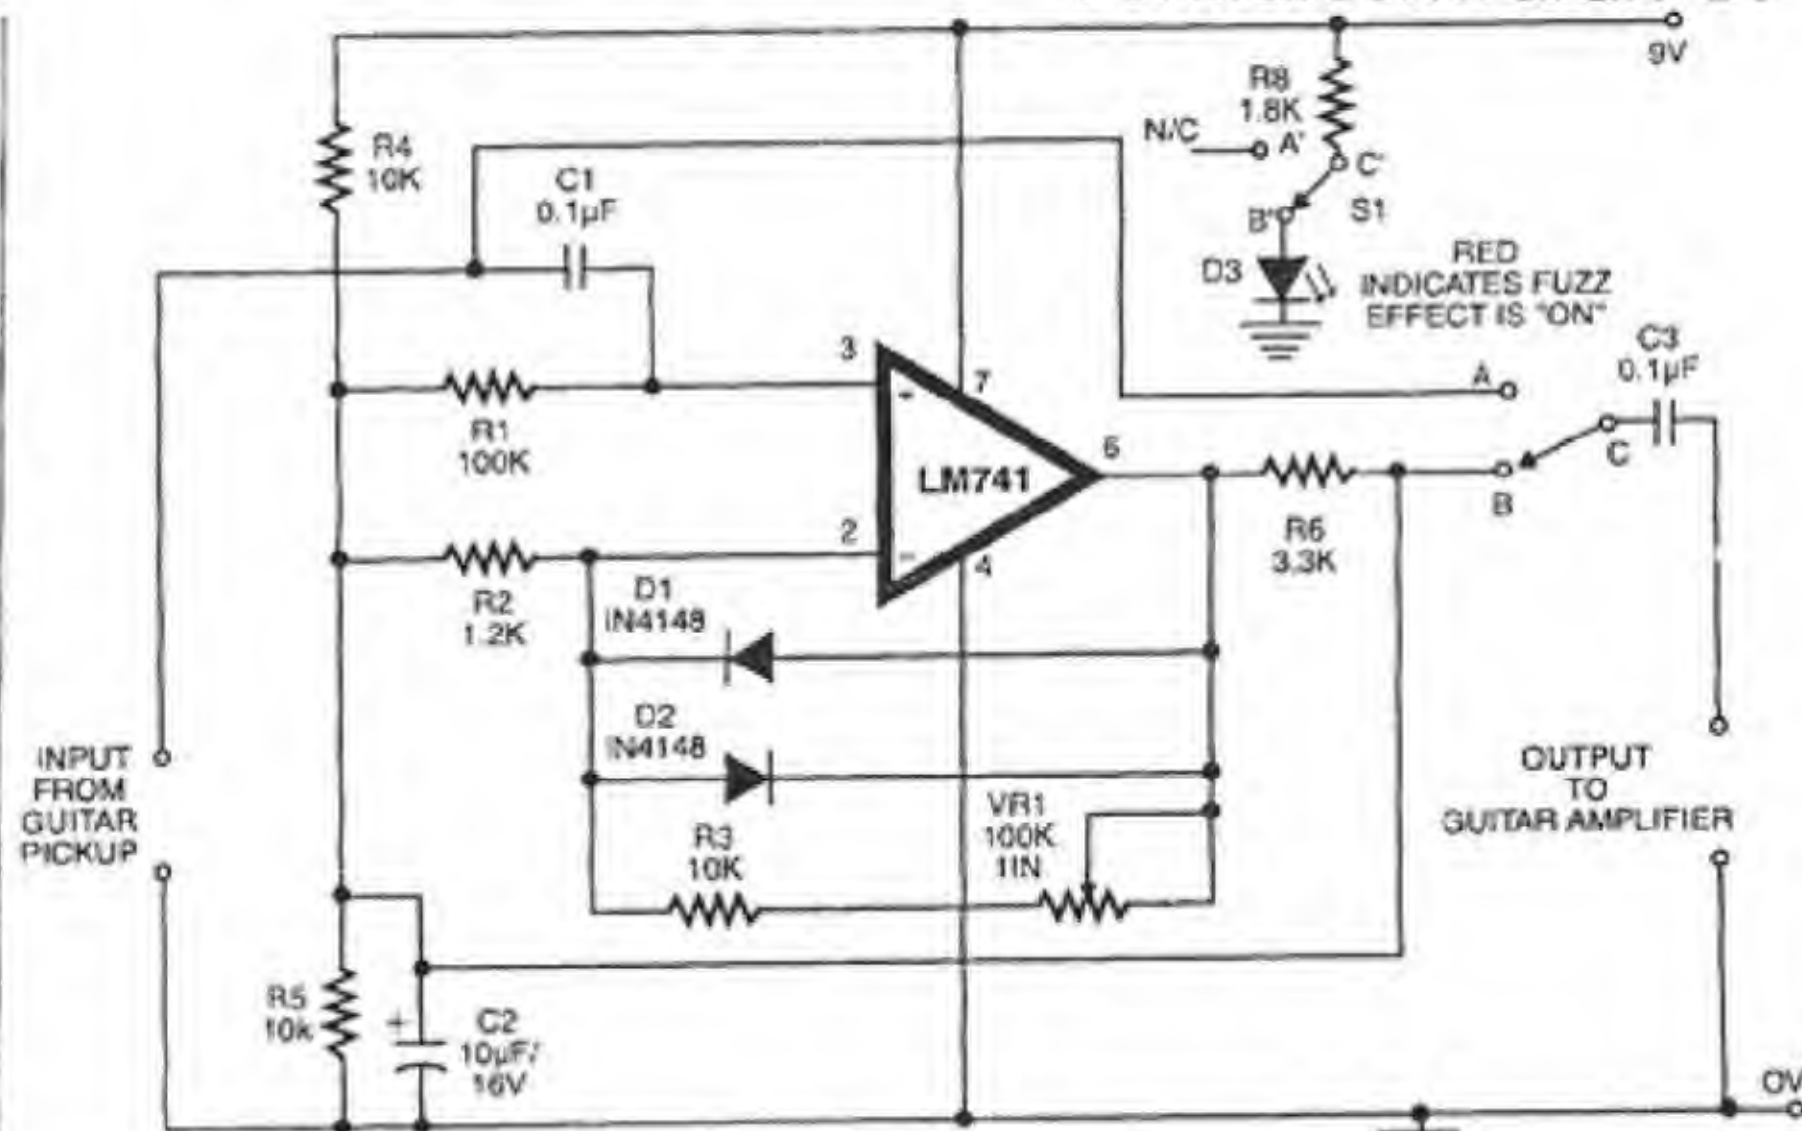 9V
R8
1.8K
N/C
A'
C'
S1
B'
D3
RED
INDICATES FUZZ
EFFECT IS "ON"
R4
10K
C1
0.1µF
C3
0.1µF
A
3
-
7
R1
100K
LM741
6
C
B
2
-
4
R2
1.2K
R6
3.3K
D1
IN4148
D2
IN4148
INPUT
FROM
GUITAR
PICKUP
OUTPUT
TO
GUITAR AMPLIFIER
VR1
100K
1IN
R3
10K
R5
10k
+
C2
10µF/
16V
0V